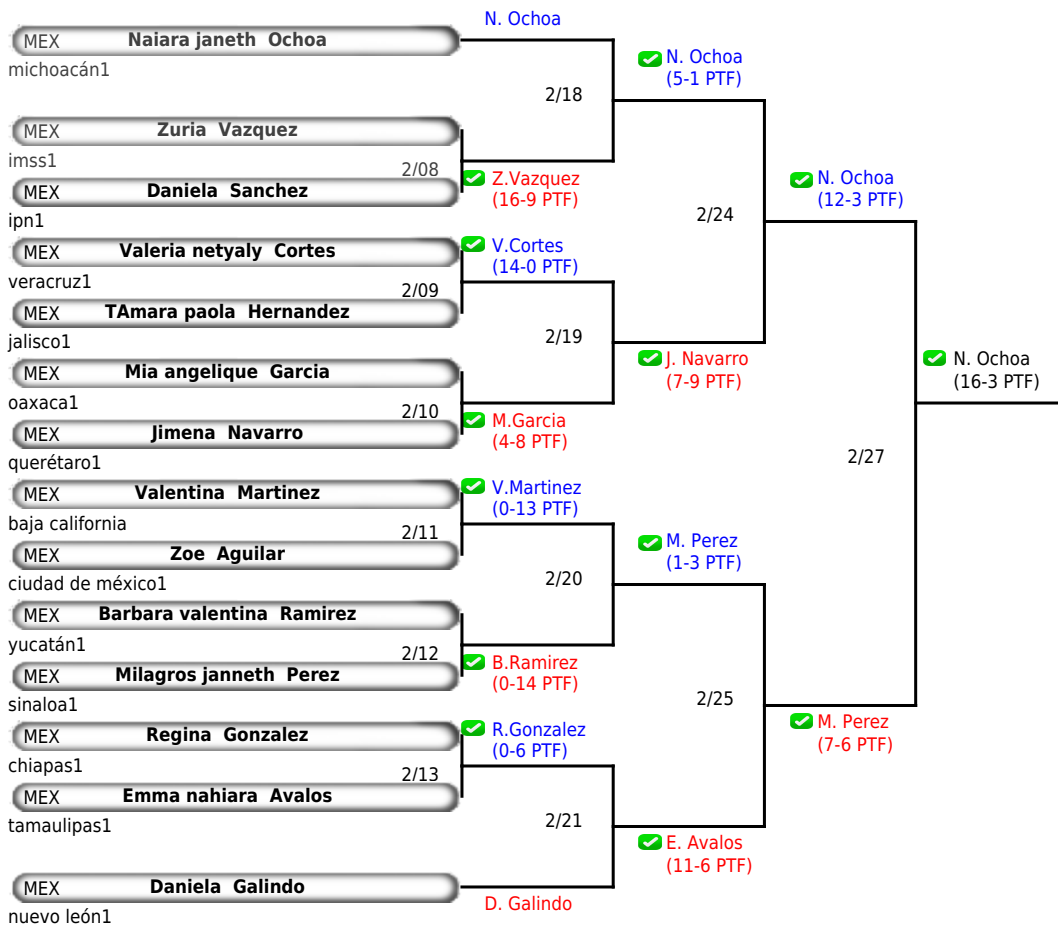 N. Ochoa
MEX Naiara janeth Ochoa
michoacán1
N. Ochoa
(5-1 PTF)
2/18
MEX Zuria Vazquez
imss1
2/08
MEX Daniela Sanchez
ipn1
Z.Vazquez
(16-9 PTF)
N. Ochoa
(12-3 PTF)
2/24
MEX Valeria netyaly Cortes
veracruz1
V.Cortes
(14-0 PTF)
2/09
MEX TAmara paola Hernandez
jalisco1
2/19
J. Navarro
(7-9 PTF)
N. Ochoa
(16-3 PTF)
MEX Mia angelique Garcia
oaxaca1
2/10
MEX Jimena Navarro
querétaro1
M.Garcia
(4-8 PTF)
2/27
MEX Valentina Martinez
baja california
V.Martinez
(0-13 PTF)
2/11
MEX Zoe Aguilar
ciudad de méxico1
M. Perez
(1-3 PTF)
2/20
MEX Barbara valentina Ramirez
yucatán1
2/12
MEX Milagros janneth Perez
sinaloa1
B.Ramirez
(0-14 PTF)
2/25
MEX Regina Gonzalez
chiapas1
R.Gonzalez
(0-6 PTF)
M. Perez
(7-6 PTF)
2/13
MEX Emma nahiara Avalos
tamaulipas1
2/21
E. Avalos
(11-6 PTF)
MEX Daniela Galindo
nuevo león1
D. Galindo